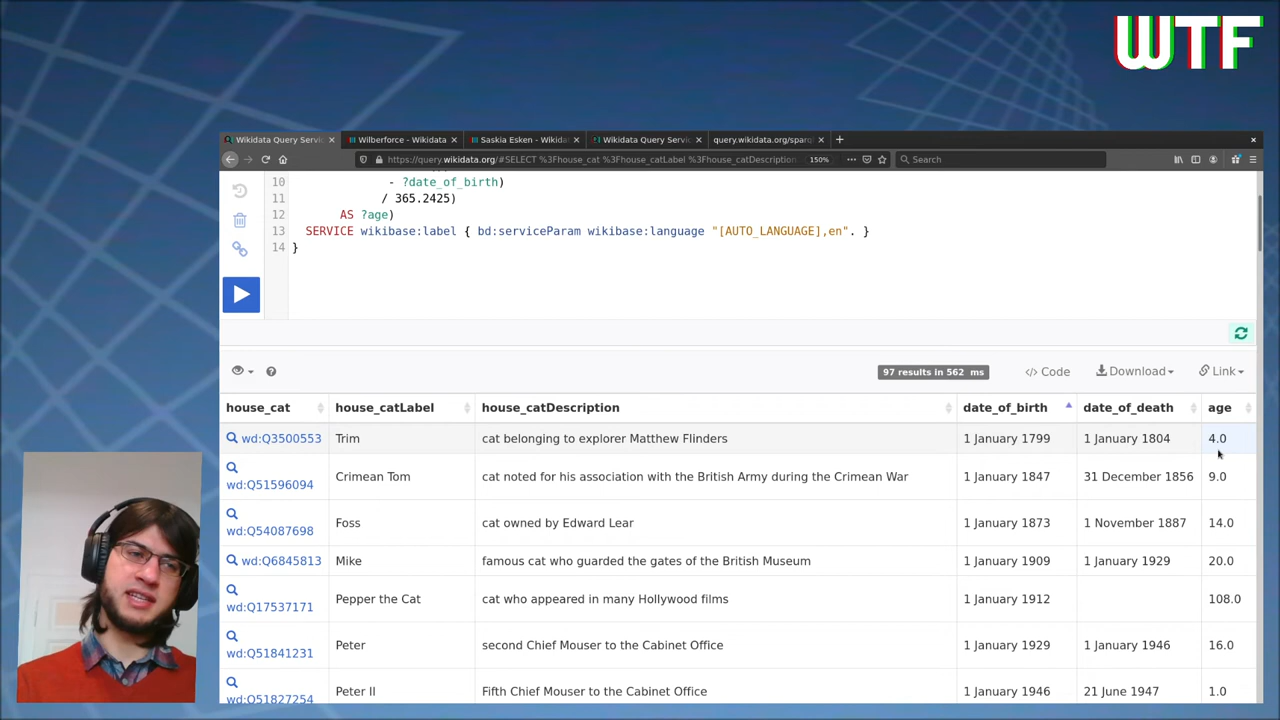 WTF
Wikidata Query Servic
Wilberforce - Wikidata
Saskia Esken - Wikidat
Wikidata Query Servic
query.wikidata.org/sparql
https://query.wikidata.org/#SELECT %3Fhouse_cat %3Fhouse_catLabel %3Fhouse_catDescription
150%
Search
10 - ?date_of_birth)
11 / 365.2425)
12 AS ?age)
13 SERVICE wikibase:label { bd:serviceParam wikibase:language "[AUTO_LANGUAGE],en". }
14 }
97 results in 562 ms
</> Code
Download
Link
house_cat house_catLabel house_catDescription date_of_birth date_of_death age
wd:Q3500553 Trim cat belonging to explorer Matthew Flinders 1 January 1799 1 January 1804 4.0
wd:Q51596094 Crimean Tom cat noted for his association with the British Army during the Crimean War 1 January 1847 31 December 1856 9.0
wd:Q54087698 Foss cat owned by Edward Lear 1 January 1873 1 November 1887 14.0
wd:Q6845813 Mike famous cat who guarded the gates of the British Museum 1 January 1909 1 January 1929 20.0
wd:Q17537171 Pepper the Cat cat who appeared in many Hollywood films 1 January 1912 108.0
wd:Q51841231 Peter second Chief Mouser to the Cabinet Office 1 January 1929 1 January 1946 16.0
wd:Q51827254 Peter II Fifth Chief Mouser to the Cabinet Office 1 January 1946 21 June 1947 1.0